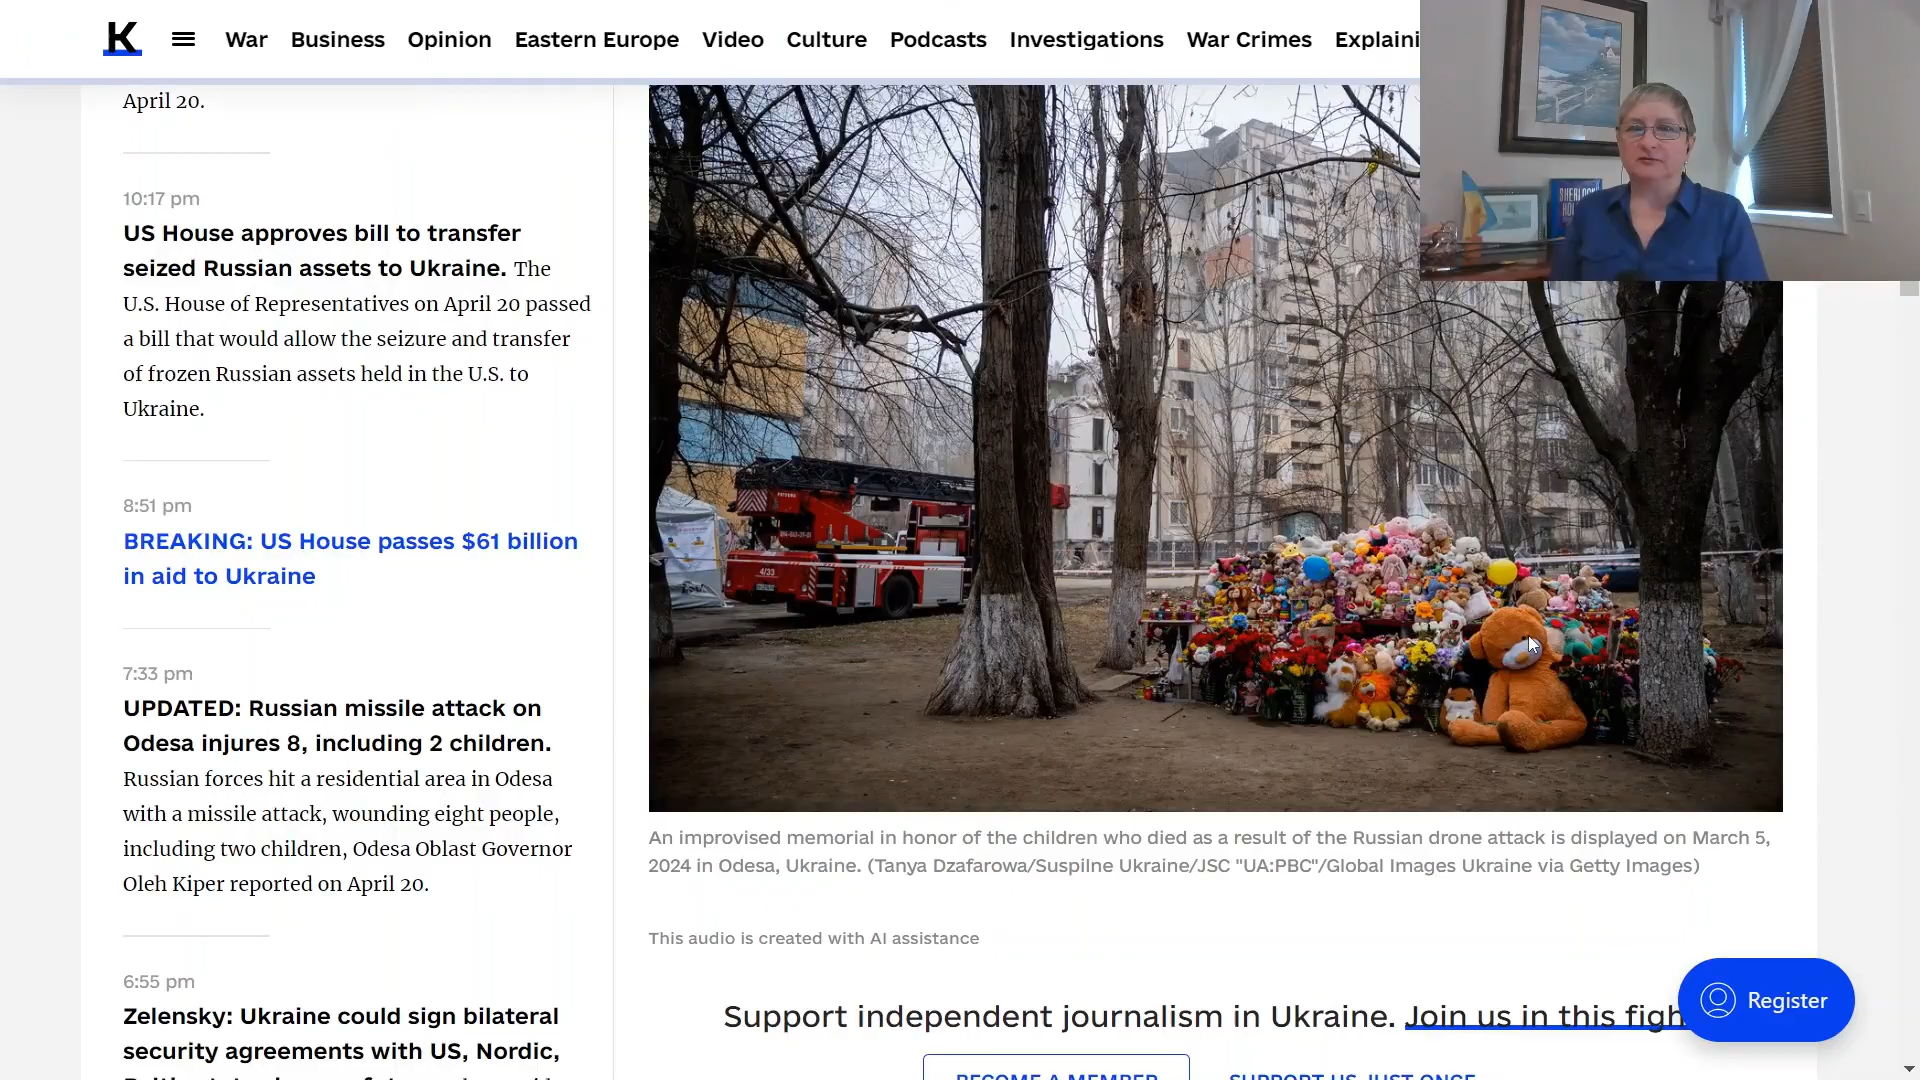 K
War Business Opinion Eastern Europe Video Culture Podcasts Investigations War Crimes Explaini
April 20.
10:17 pm
US House approves bill to transfer
seized Russian assets to Ukraine. The
U.S. House of Representatives on April 20 passed
a bill that would allow the seizure and transfer
of frozen Russian assets held in the U.S. to
Ukraine.
8:51 pm
BREAKING: US House passes $61 billion
in aid to Ukraine
7:33 pm
UPDATED: Russian missile attack on
Odesa injures 8, including 2 children.
Russian forces hit a residential area in Odesa
with a missile attack, wounding eight people,
including two children, Odesa Oblast Governor
Oleh Kiper reported on April 20.
6:55 pm
Zelensky: Ukraine could sign bilateral
security agreements with US, Nordic,
4/33
An improvised memorial in honor of the children who died as a result of the Russian drone attack is displayed on March 5,
2024 in Odesa, Ukraine. (Tanya Dzafarowa/Suspilne Ukraine/JSC "UA:PBC"/Global Images Ukraine via Getty Images)
This audio is created with AI assistance
Support independent journalism in Ukraine. Join us in this figh
BECOME A MEMBER SUPPORT US JUST ONCE
Register